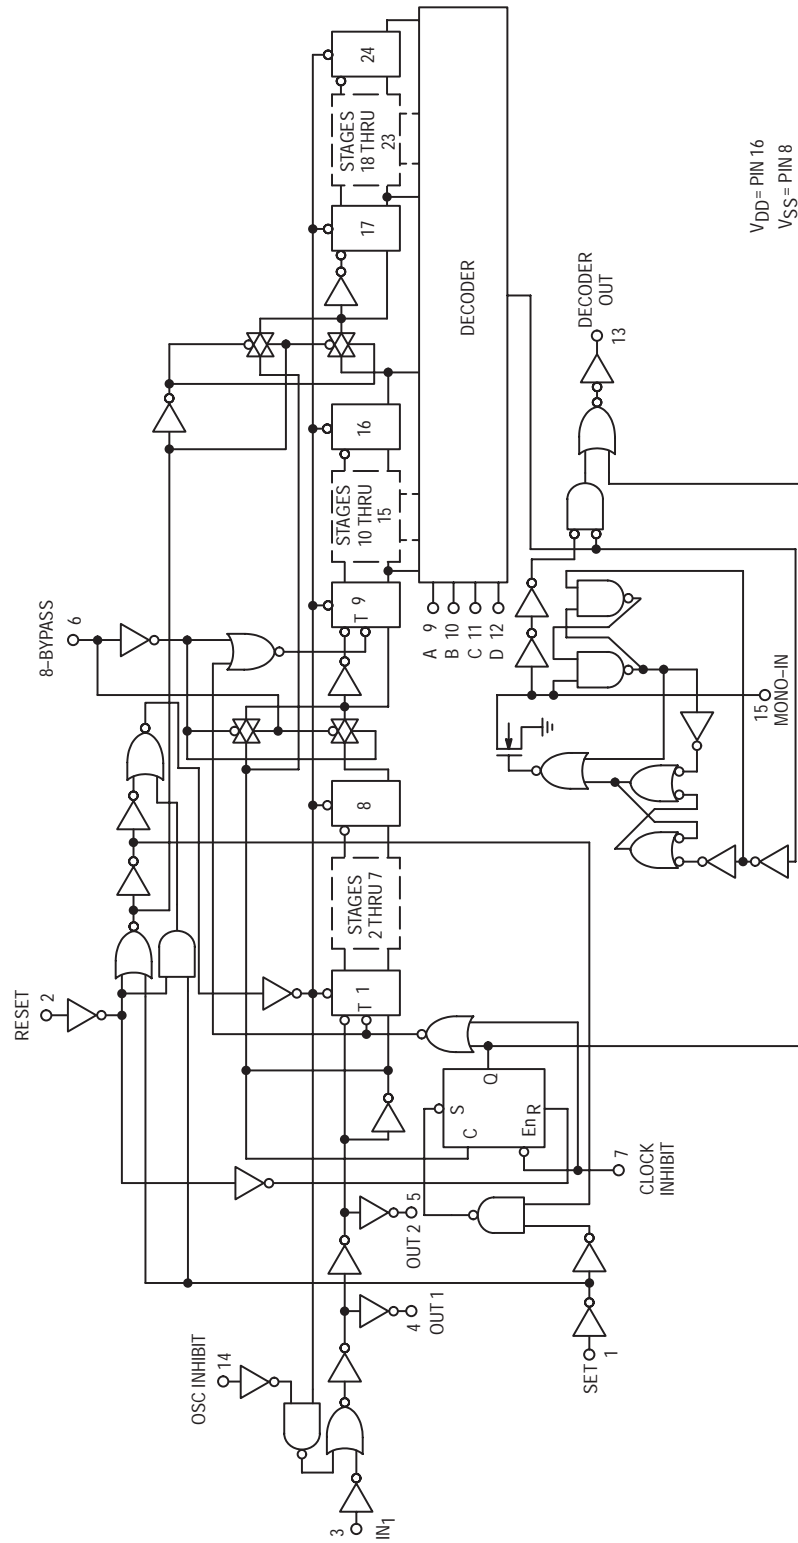 RESET
2
8–BYPASS
6
OSC INHIBIT
14
3
IN1
4
OUT 1
OUT 2
5
T 1
STAGES
2 THRU 7
8
T 9
STAGES
10 THRU
15
16
17
STAGES
18 THRU
23
24
DECODER
A 9
B 10
C 11
D 12
C
S
En
R
Q
7
CLOCK
INHIBIT
SET
1
15
MONO–IN
DECODER
OUT
13
VDD = PIN 16
VSS = PIN 8